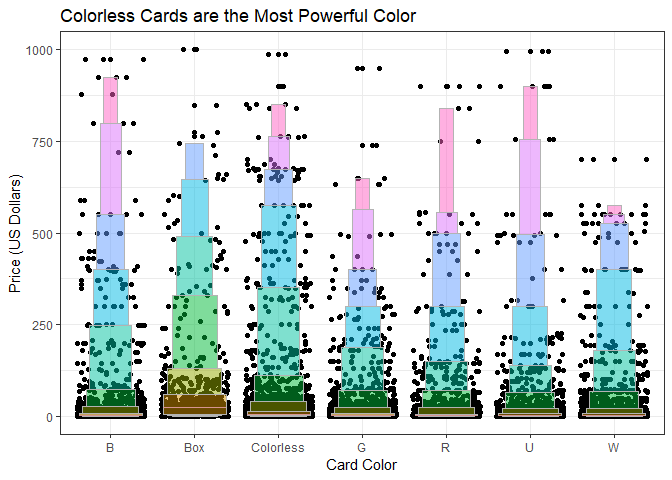 Colorless Cards are the Most Powerful Color
1000
750
500
250
0
Price (US Dollars)
B Box Colorless G R U W
Card Color